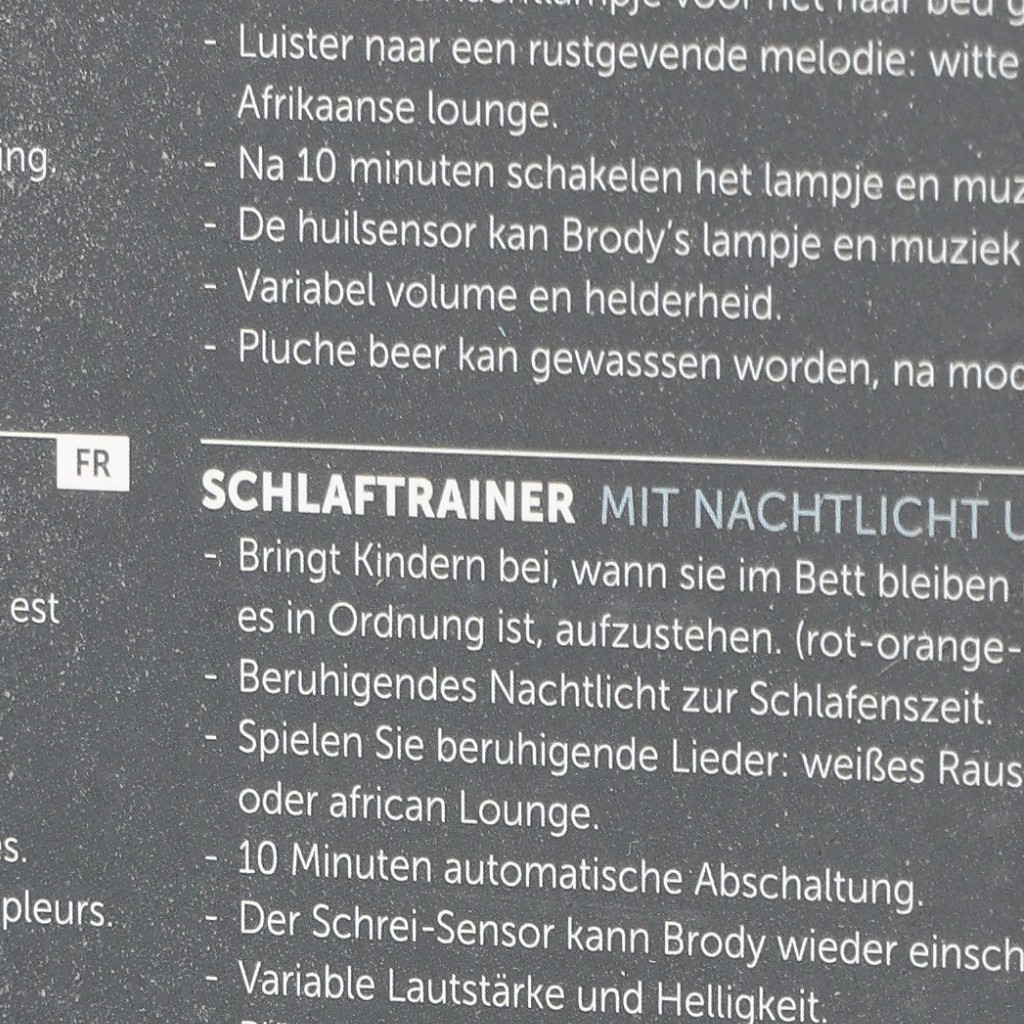 - Luister naar een rustgevende melodie: witte
Afrikaanse lounge.
- Na 10 minuten schakelen het lampje en muz
- De huilsensor kan Brody's lampje en muziek
- Variabel volume en helderheid.
- Pluche beer kan gewasssen worden, na
SCHLAFTRAINER MIT NACHTLICHT U
- Bringt Kindern bei, wann sie im Bett bleiben
es in Ordnung ist, aufzustehen. (rot-orange-
- Beruhigendes Nachtlicht zur Schlafenszeit.
- Spielen Sie beruhigende Lieder: weißes Raus
oder african Lounge.
- 10 Minuten automatische Abschaltung.
- Der Schrei-Sensor kann Brody wieder einsch
- Variable Lautstärke und Helligkeit.
ing.
FR
est
s.
pleurs.